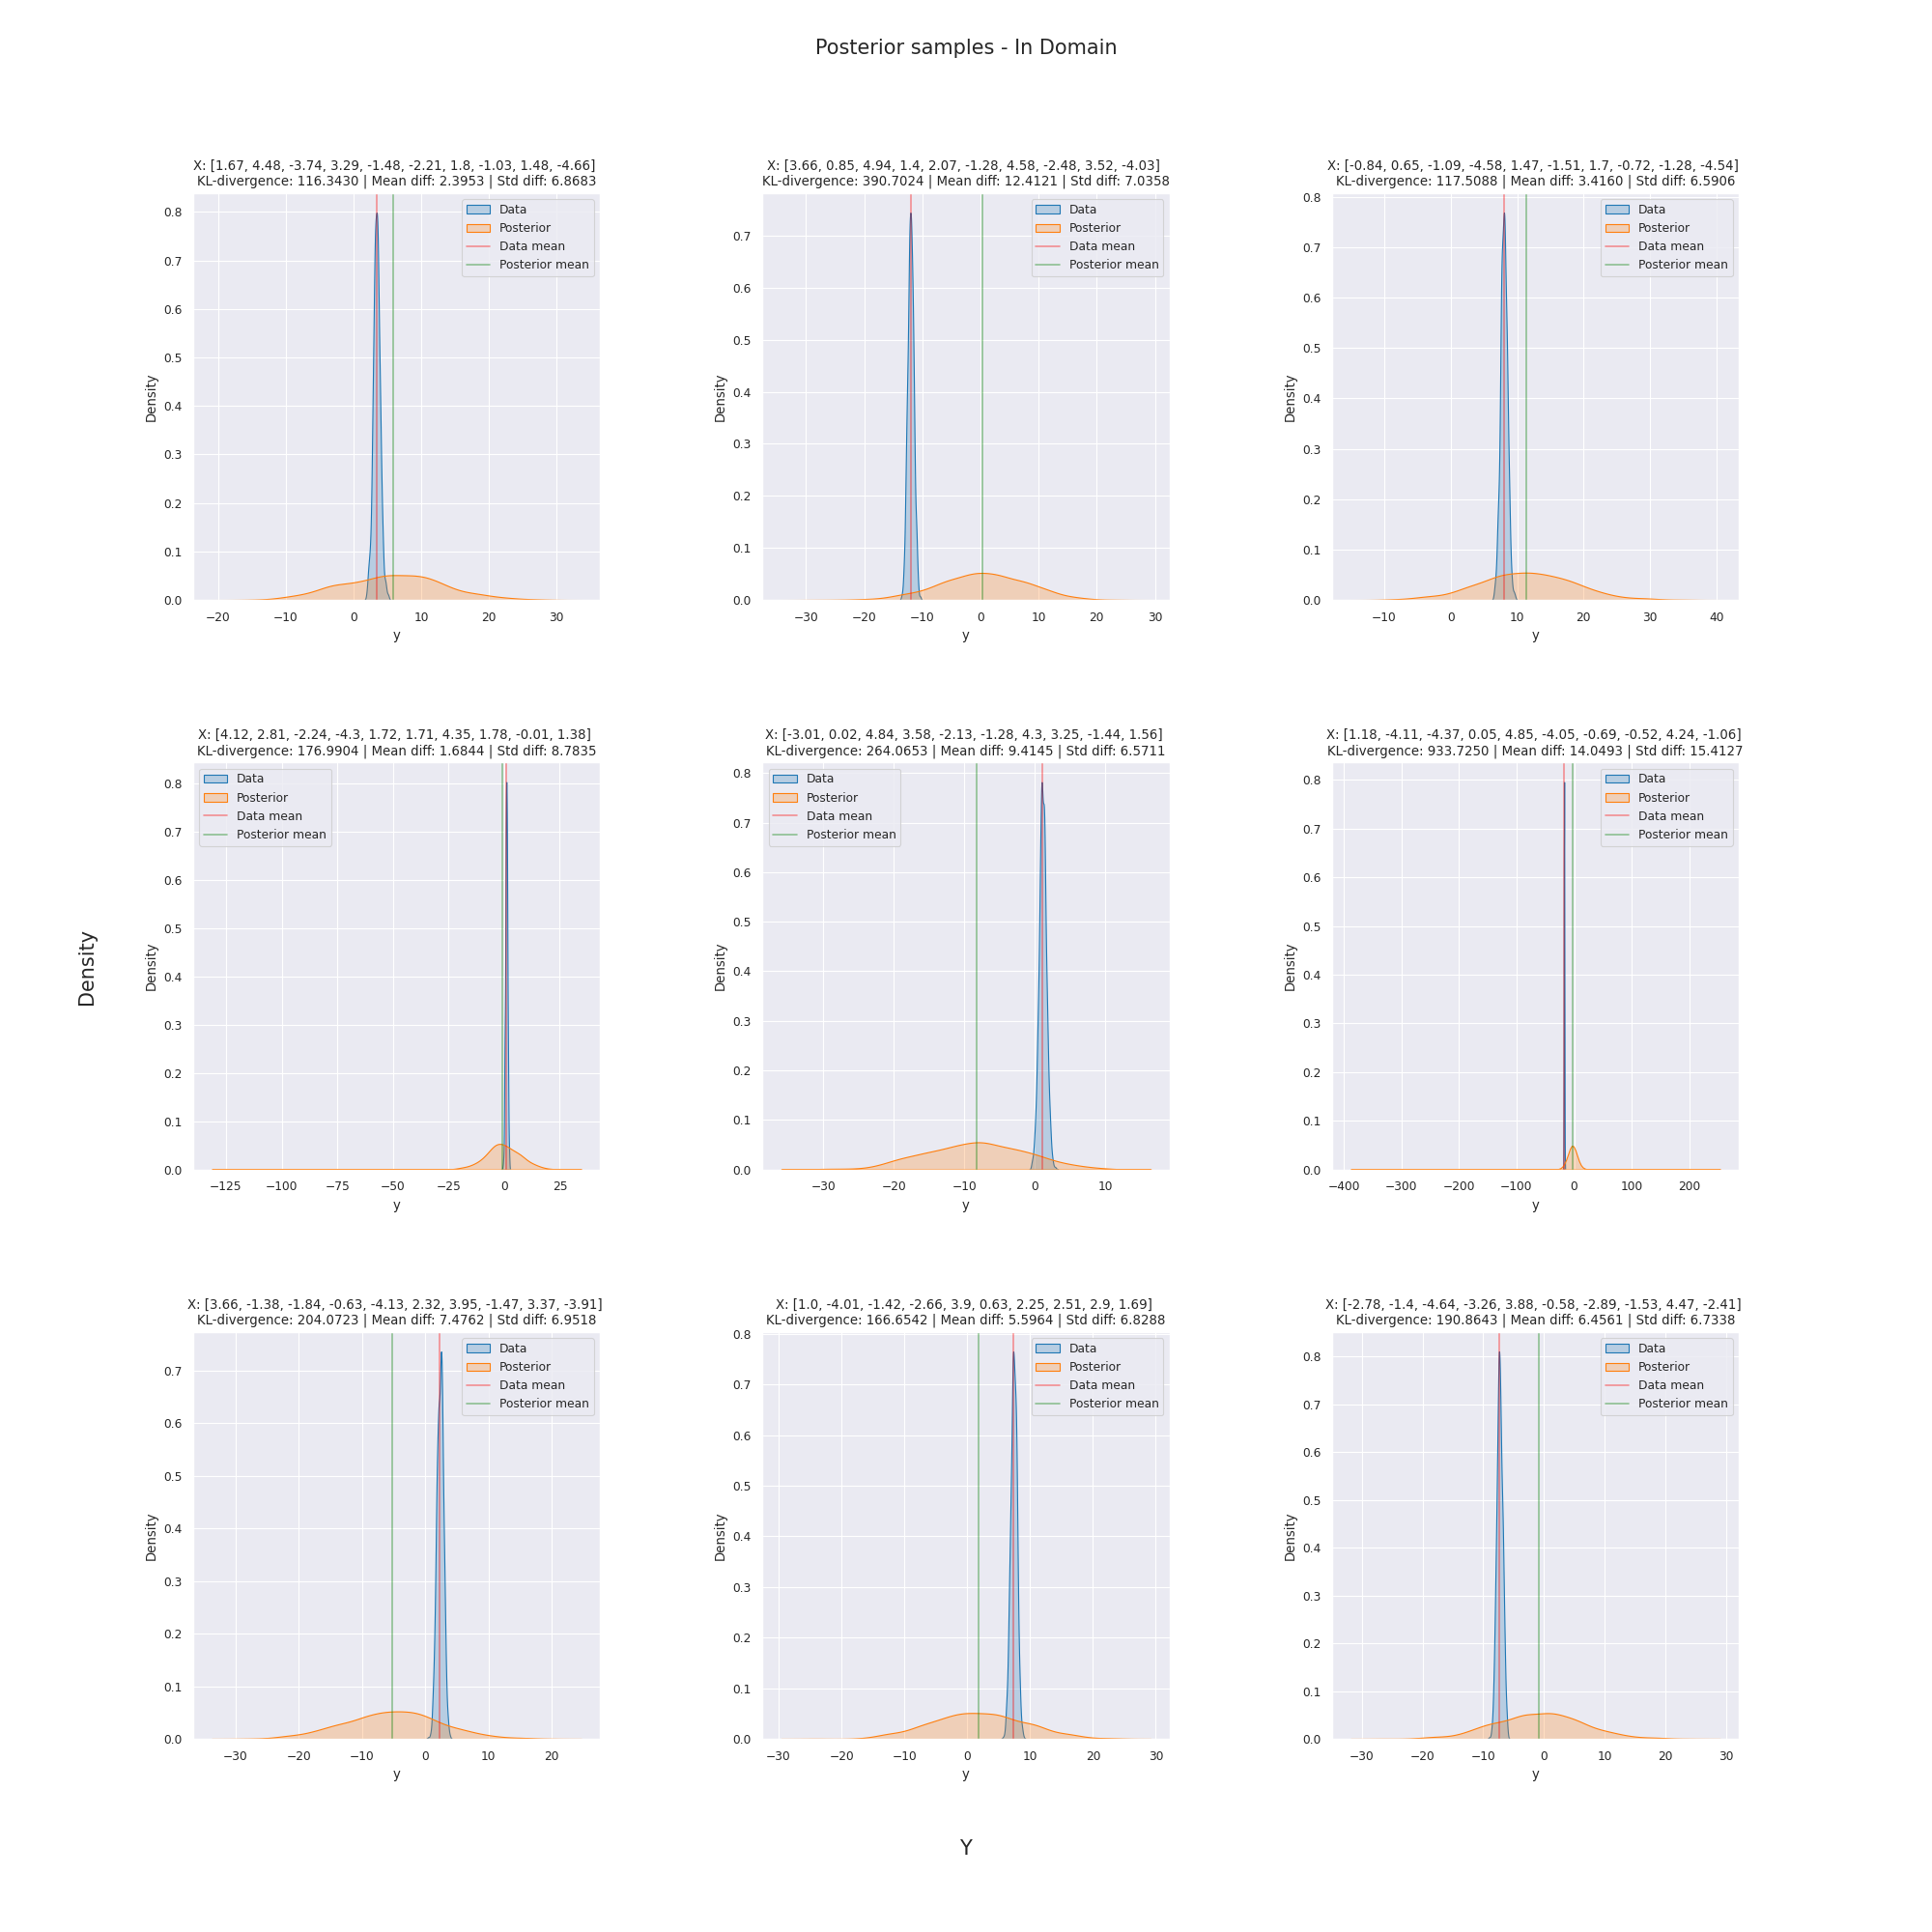 Posterior samples - In Domain
X: [1.67, 4.48, -3.74, 3.29, -1.48, -2.21, 1.8, -1.03, 1.48, -4.66]
KL-divergence: 116.3430 | Mean diff: 2.3953 | Std diff: 6.8683
Data
Posterior
Data mean
Posterior mean
0.8
0.7
0.6
0.5
0.4
0.3
0.2
0.1
0.0
Density
−20 −10 0 10 20 30
y
X: [3.66, 0.85, 4.94, 1.4, 2.07, -1.28, 4.58, -2.48, 3.52, -4.03]
KL-divergence: 390.7024 | Mean diff: 12.4121 | Std diff: 7.0358
Data
Posterior
Data mean
Posterior mean
0.7
0.6
0.5
0.4
0.3
0.2
0.1
0.0
Density
−30 −20 −10 0 10 20 30
y
X: [-0.84, 0.65, -1.09, -4.58, 1.47, -1.51, 1.7, -0.72, -1.28, -4.54]
KL-divergence: 117.5088 | Mean diff: 3.4160 | Std diff: 6.5906
Data
Posterior
Data mean
Posterior mean
0.8
0.7
0.6
0.5
0.4
0.3
0.2
0.1
0.0
Density
−10 0 10 20 30 40
y
X: [4.12, 2.81, -2.24, -4.3, 1.72, 1.71, 4.35, 1.78, -0.01, 1.38]
KL-divergence: 176.9904 | Mean diff: 1.6844 | Std diff: 8.7835
Data
Posterior
Data mean
Posterior mean
0.8
0.7
0.6
0.5
0.4
0.3
0.2
0.1
0.0
Density
−125 −100 −75 −50 −25 0 25
y
X: [-3.01, 0.02, 4.84, 3.58, -2.13, -1.28, 4.3, 3.25, -1.44, 1.56]
KL-divergence: 264.0653 | Mean diff: 9.4145 | Std diff: 6.5711
Data
Posterior
Data mean
Posterior mean
0.8
0.7
0.6
0.5
0.4
0.3
0.2
0.1
0.0
Density
−30 −20 −10 0 10
y
X: [1.18, -4.11, -4.37, 0.05, 4.85, -4.05, -0.69, -0.52, 4.24, -1.06]
KL-divergence: 933.7250 | Mean diff: 14.0493 | Std diff: 15.4127
Data
Posterior
Data mean
Posterior mean
0.8
0.7
0.6
0.5
0.4
0.3
0.2
0.1
0.0
Density
−400 −300 −200 −100 0 100 200
y
Density
X: [3.66, -1.38, -1.84, -0.63, -4.13, 2.32, 3.95, -1.47, 3.37, -3.91]
KL-divergence: 204.0723 | Mean diff: 7.4762 | Std diff: 6.9518
Data
Posterior
Data mean
Posterior mean
0.7
0.6
0.5
0.4
0.3
0.2
0.1
0.0
Density
−30 −20 −10 0 10 20
y
X: [1.0, -4.01, -1.42, -2.66, 3.9, 0.63, 2.25, 2.51, 2.9, 1.69]
KL-divergence: 166.6542 | Mean diff: 5.5964 | Std diff: 6.8288
Data
Posterior
Data mean
Posterior mean
0.8
0.7
0.6
0.5
0.4
0.3
0.2
0.1
0.0
Density
−30 −20 −10 0 10 20 30
y
X: [-2.78, -1.4, -4.64, -3.26, 3.88, -0.58, -2.89, -1.53, 4.47, -2.41]
KL-divergence: 190.8643 | Mean diff: 6.4561 | Std diff: 6.7338
Data
Posterior
Data mean
Posterior mean
0.8
0.7
0.6
0.5
0.4
0.3
0.2
0.1
0.0
Density
−30 −20 −10 0 10 20 30
y
Y